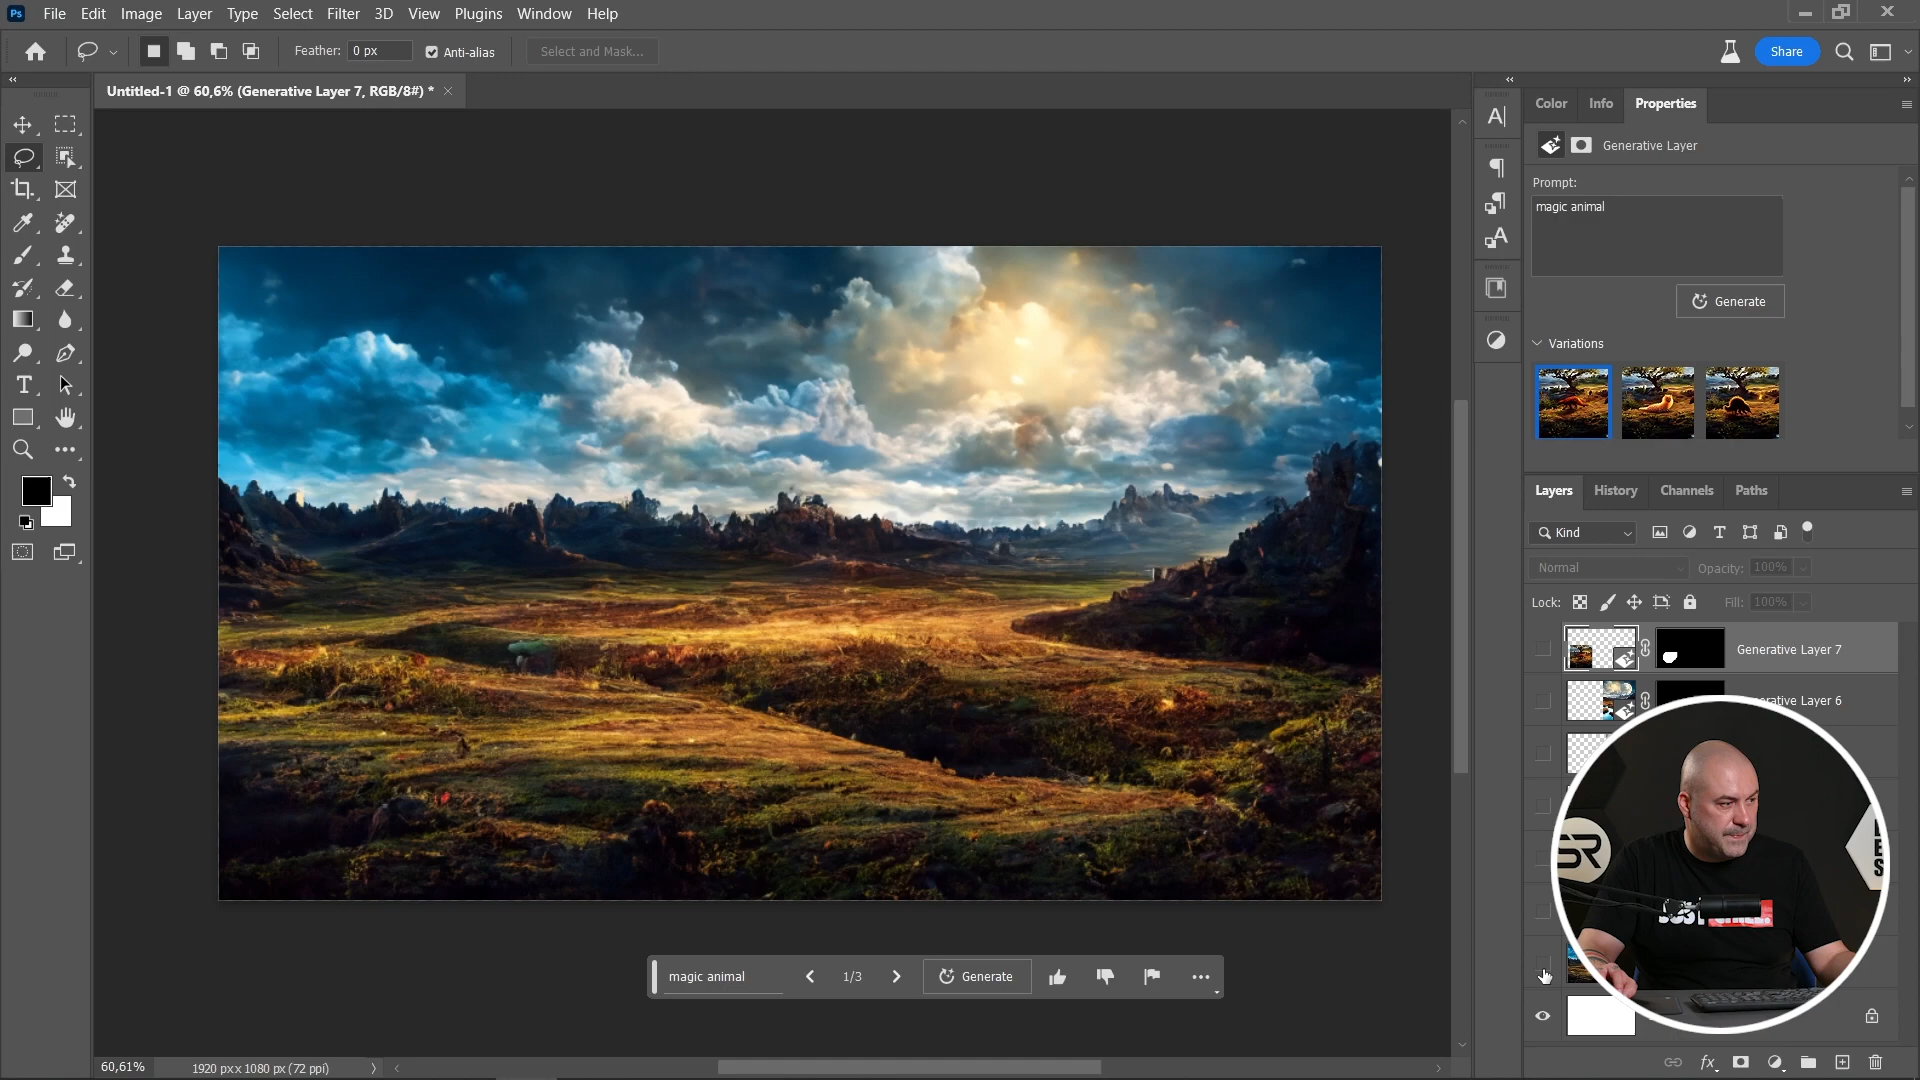 Ps File Edit Image Layer Type Select Filter 3D View Plugins Window Help
Feather: 0 px Anti-alias Select and Mask... Share
Untitled-1 @ 60,6% (Generative Layer 7, RGB/8#) *
Color Info Properties
Generative Layer
Prompt:
magic animal
Generate
Variations
Layers History Channels Paths
Kind
Normal Opacity: 100%
Lock: Fill: 100%
Generative Layer 7
erative Layer 6
magic animal 1/3 Generate
60,61% 1920 px x 1080 px (72 ppi)